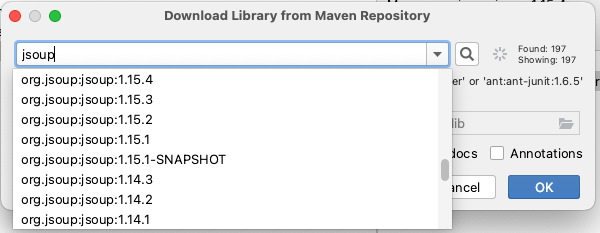 Download Library from Maven Repository
jsoup
Found: 197
Showing: 197
org.jsoup:jsoup:1.15.4
org.jsoup:jsoup:1.15.3
er' or 'ant:ant-junit:1.6.5'
org.jsoup:jsoup:1.15.2
lib
org.jsoup:jsoup:1.15.1
docs
Annotations
org.jsoup:jsoup:1.15.1-SNAPSHOT
org.jsoup:jsoup:1.14.3
ancel
OK
org.jsoup:jsoup:1.14.2
org.jsoup:jsoup:1.14.1